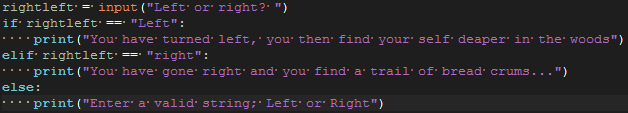 rightleft = input("Left or right? ")
if rightleft == "Left":
    print("You have turned left, you then find your self deaper in the woods")
elif rightleft == "right":
    print("You have gone right and you find a trail of bread crums...")
else:
    print("Enter a valid string; Left or Right")